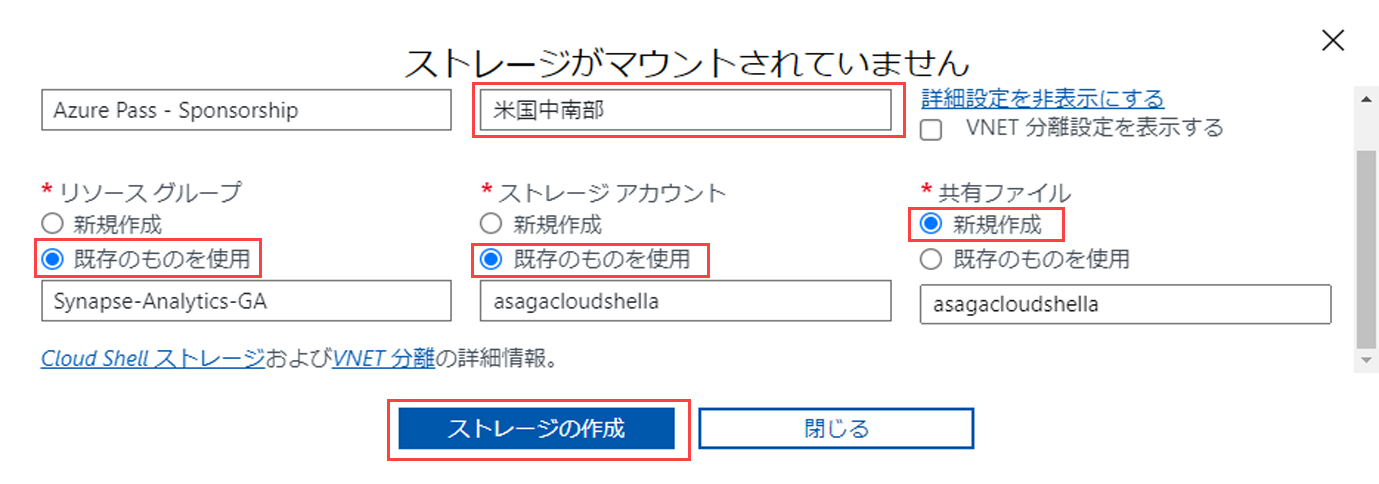 ストレージがマウントされていません
Azure Pass - Sponsorship
米国中南部
詳細設定を非表示にする
VNET 分離設定を表示する
* リソース グループ
新規作成
既存のものを使用
Synapse-Analytics-GA
* ストレージ アカウント
新規作成
既存のものを使用
asagacloudshella
* 共有ファイル
新規作成
既存のものを使用
asagacloudshella
Cloud Shell ストレージおよびVNET 分離の詳細情報。
ストレージの作成
閉じる